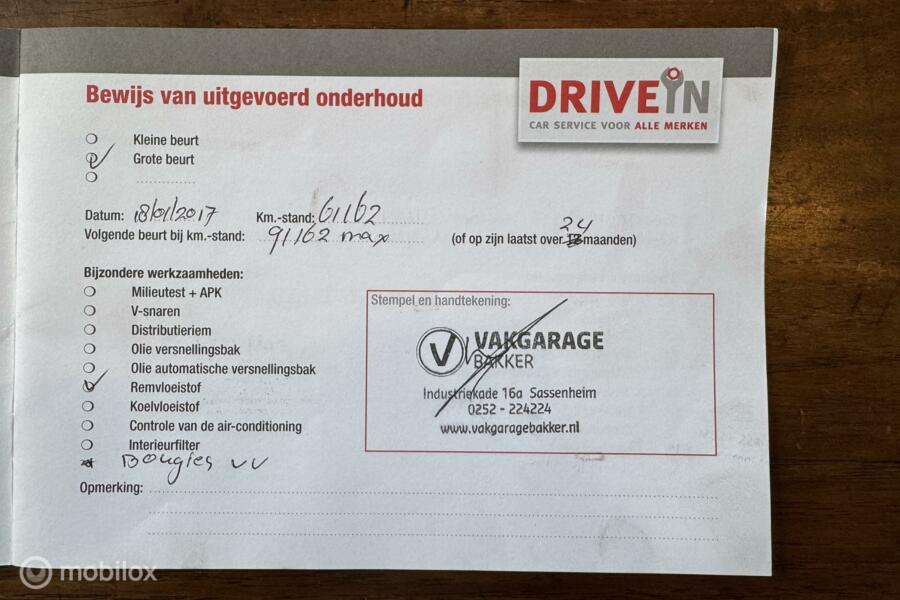 DRIVEIN
CAR SERVICE VOOR ALLE MERKEN
Bewijs van uitgevoerd onderhoud
Kleine beurt
Grote beurt
Datum: 18/01/2017 Km.-stand: 61162
Volgende beurt bij km.-stand: 91162 max (of op zijn laatst over 24 maanden)
Bijzondere werkzaamheden:
Milieutest + APK
V-snaren
Distributieriem
Olie versnellingsbak
Olie automatische versnellingsbak
Remvloeistof
Koelvloeistof
Controle van de air-conditioning
Interieurfilter
Bougies vv
Opmerking:
Stempel en handtekening:
V VAKGARAGE
BAKKER
Industriekade 16a Sassenheim
0252 - 224224
www.vakgaragebakker.nl
mobilox